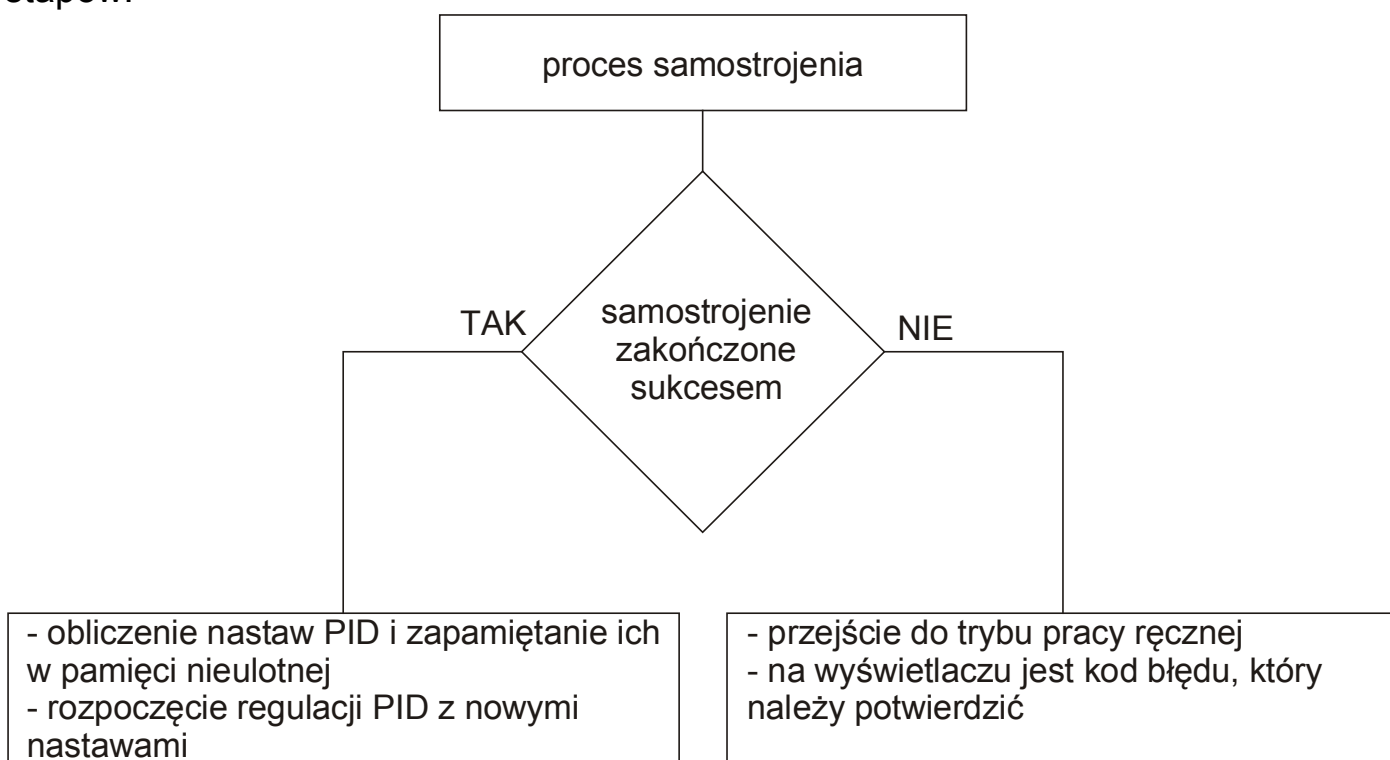 proces samostrojenia
TAK
samostrojenie
zakończone
sukcesem
NIE
- obliczenie nastaw PID i zapamiętanie ich
w pamięci nieulotnej
- rozpoczęcie regulacji PID z nowymi
nastawami
- przejście do trybu pracy ręcznej
- na wyświetlaczu jest kod błędu, który
należy potwierdzić